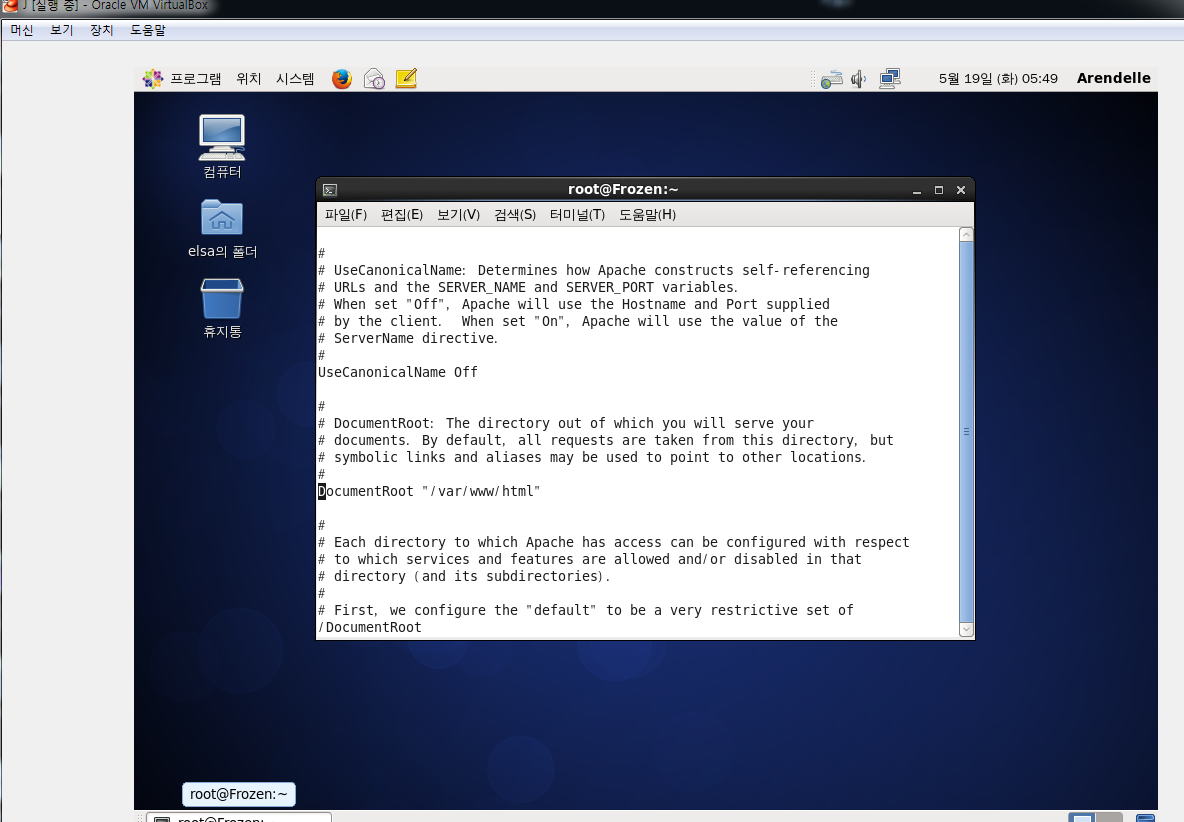 J [실행 중] - Oracle VM VirtualBox
머신 보기 장치 도움말
프로그램 위치 시스템 5월 19일 (화) 05:49 Arendelle
컴퓨터
elsa의 폴더
휴지통
root@Frozen:~
파일(F) 편집(E) 보기(V) 검색(S) 터미널(T) 도움말(H)
#
# UseCanonicalName: Determines how Apache constructs self-referencing
# URLs and the SERVER_NAME and SERVER_PORT variables.
# When set "Off", Apache will use the Hostname and Port supplied
# by the client.  When set "On", Apache will use the value of the
# ServerName directive.
#
UseCanonicalName Off
#
# DocumentRoot: The directory out of which you will serve your
# documents. By default, all requests are taken from this directory, but
# symbolic links and aliases may be used to point to other locations.
#
DocumentRoot "/var/www/html"
#
# Each directory to which Apache has access can be configured with respect
# to which services and features are allowed and/or disabled in that
# directory (and its subdirectories).
#
# First, we configure the "default" to be a very restrictive set of
/DocumentRoot
root@Frozen:~
root@Frozen:~